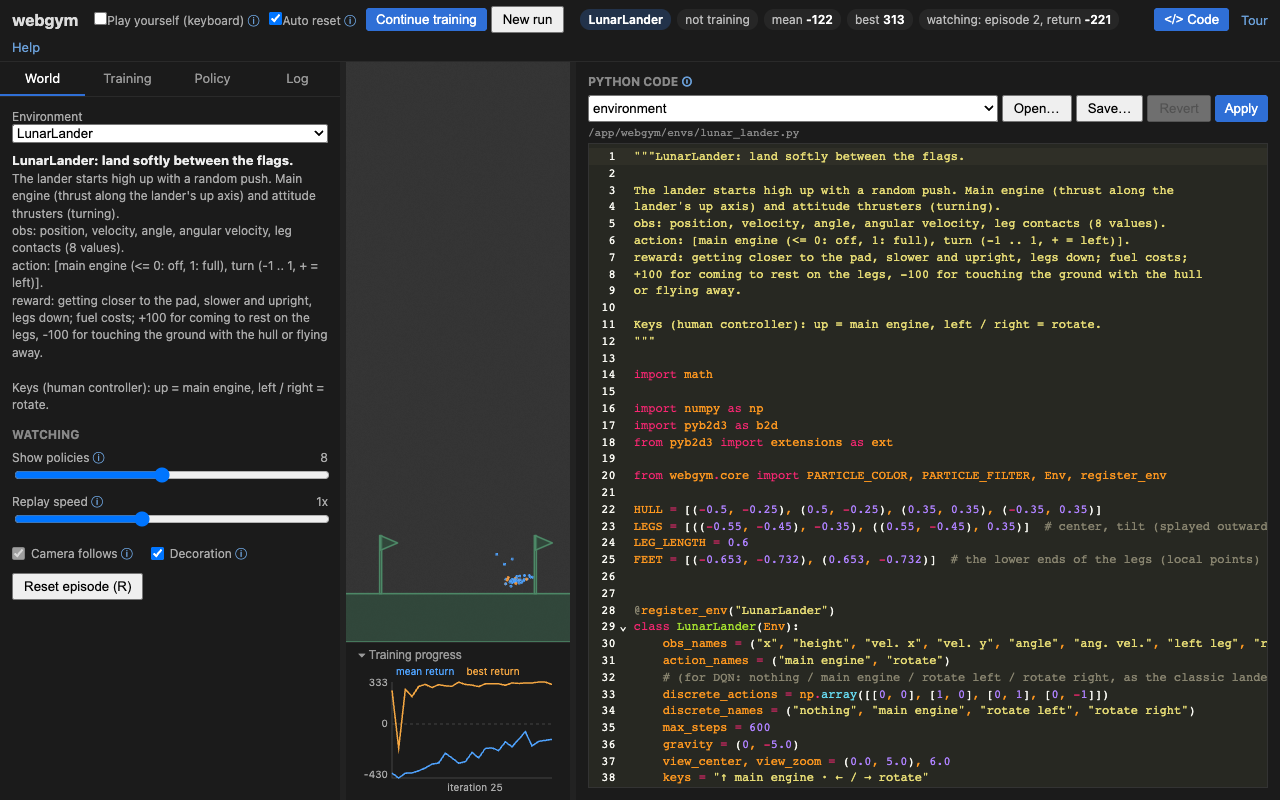 webgym
Play yourself (keyboard) ⓘ
Auto reset ⓘ
Continue training
New run
LunarLander
not training
mean -122
best 313
watching: episode 2, return -221
</> Code
Tour
Help
World
Training
Policy
Log
Environment
LunarLander
LunarLander: land softly between the flags.
The lander starts high up with a random push. Main
engine (thrust along the lander's up axis) and attitude
thrusters (turning).
obs: position, velocity, angle, angular velocity, leg
contacts (8 values).
action: [main engine (<= 0: off, 1: full), turn (-1 .. 1, + =
left)].
reward: getting closer to the pad, slower and upright,
legs down; fuel costs; +100 for coming to rest on the
legs, -100 for touching the ground with the hull or flying
away.
Keys (human controller): up = main engine, left / right =
rotate.
WATCHING
Show policies ⓘ 8
Replay speed ⓘ 1x
Camera follows ⓘ
Decoration ⓘ
Reset episode (R)
Training progress
mean return best return
333
0
-430
Iteration 25
PYTHON CODE ⓘ
environment
Open…
Save…
Revert
Apply
/app/webgym/envs/lunar_lander.py
1 """LunarLander: land softly between the flags.
2
3 The lander starts high up with a random push. Main engine (thrust along the
4 lander's up axis) and attitude thrusters (turning).
5 obs: position, velocity, angle, angular velocity, leg contacts (8 values).
6 action: [main engine (<= 0: off, 1: full), turn (-1 .. 1, + = left)].
7 reward: getting closer to the pad, slower and upright, legs down; fuel costs;
8 +100 for coming to rest on the legs, -100 for touching the ground with the hull
9 or flying away.
10
11 Keys (human controller): up = main engine, left / right = rotate.
12 """
13
14 import math
15
16 import numpy as np
17 import pyb2d3 as b2d
18 from pyb2d3 import extensions as ext
19
20 from webgym.core import PARTICLE_COLOR, PARTICLE_FILTER, Env, register_env
21
22 HULL = [(-0.5, -0.25), (0.5, -0.25), (0.35, 0.35), (-0.35, 0.35)]
23 LEGS = [((-0.55, -0.45), -0.35), ((0.55, -0.45), 0.35)] # center, tilt (splayed outward
24 LEG_LENGTH = 0.6
25 FEET = [(-0.653, -0.732), (0.653, -0.732)] # the lower ends of the legs (local points)
26
27
28 @register_env("LunarLander")
29 class LunarLander(Env):
30 obs_names = ("x", "height", "vel. x", "vel. y", "angle", "ang. vel.", "left leg", "r
31 action_names = ("main engine", "rotate")
32 # (for DQN: nothing / main engine / rotate left / rotate right, as the classic lande
33 discrete_actions = np.array([[0, 0], [1, 0], [0, 1], [0, -1]])
34 discrete_names = ("nothing", "main engine", "rotate left", "rotate right")
35 max_steps = 600
36 gravity = (0, -5.0)
37 view_center, view_zoom = (0.0, 5.0), 6.0
38 keys = "↑ main engine · ← / → rotate"